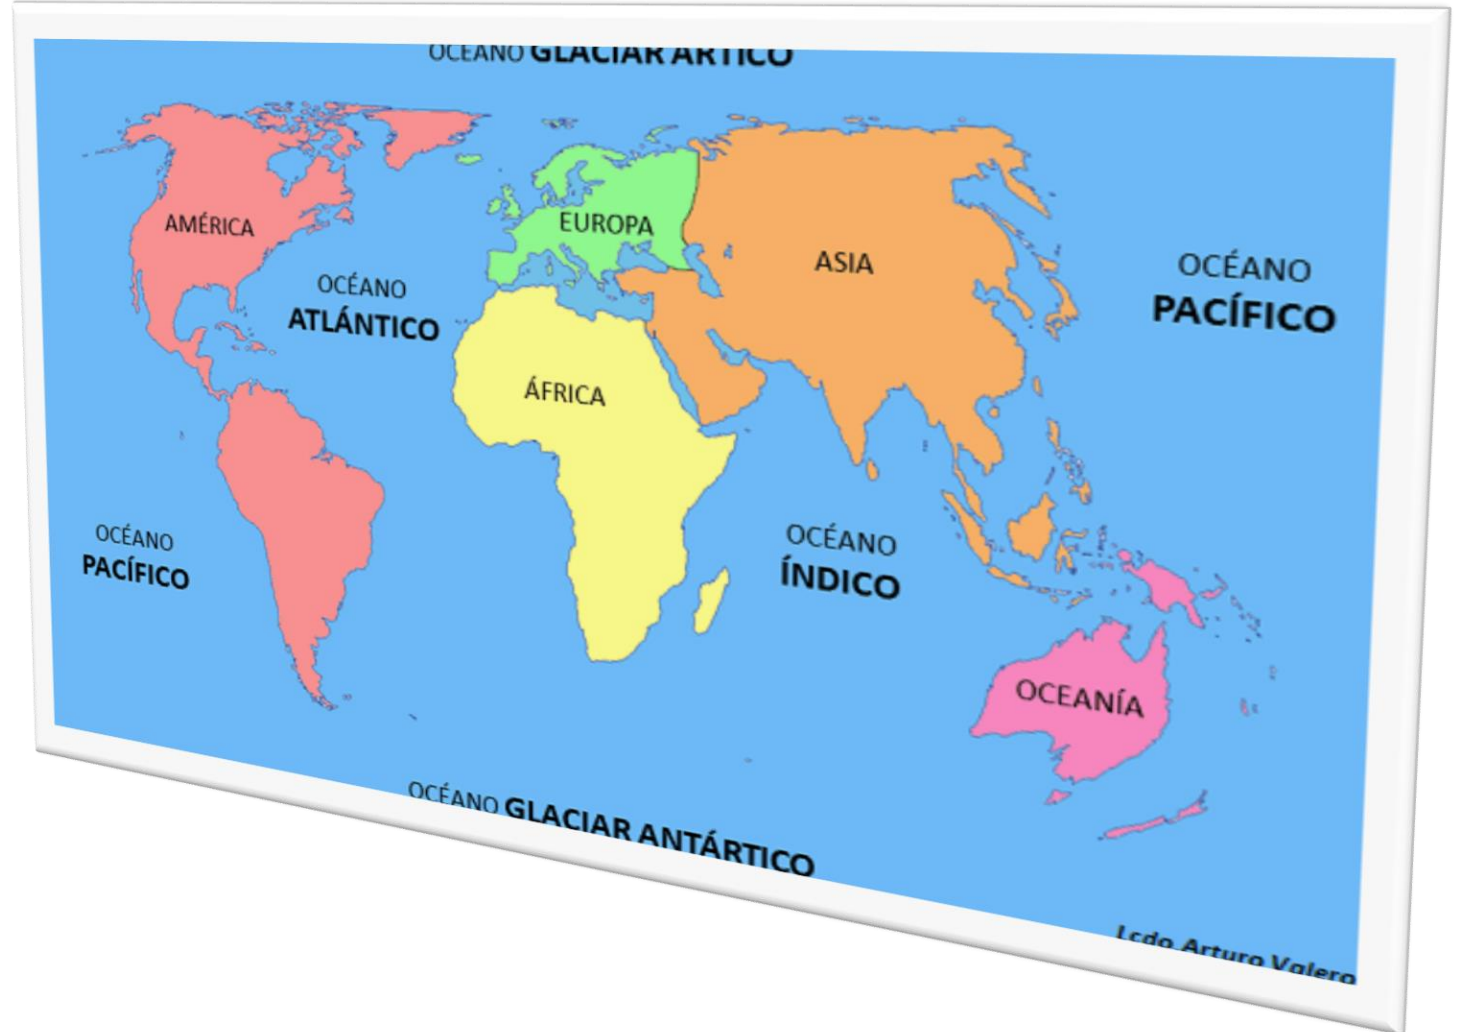 OCÉANO GLACIAR ÁRTICO
AMÉRICA
EUROPA
ASIA
OCÉANO
PACÍFICO
OCÉANO
ATLÁNTICO
ÁFRICA
OCÉANO
PACÍFICO
OCÉANO
ÍNDICO
OCEANÍA
OCÉANO GLACIAR ANTÁRTICO
Lcdo Arturo Valero